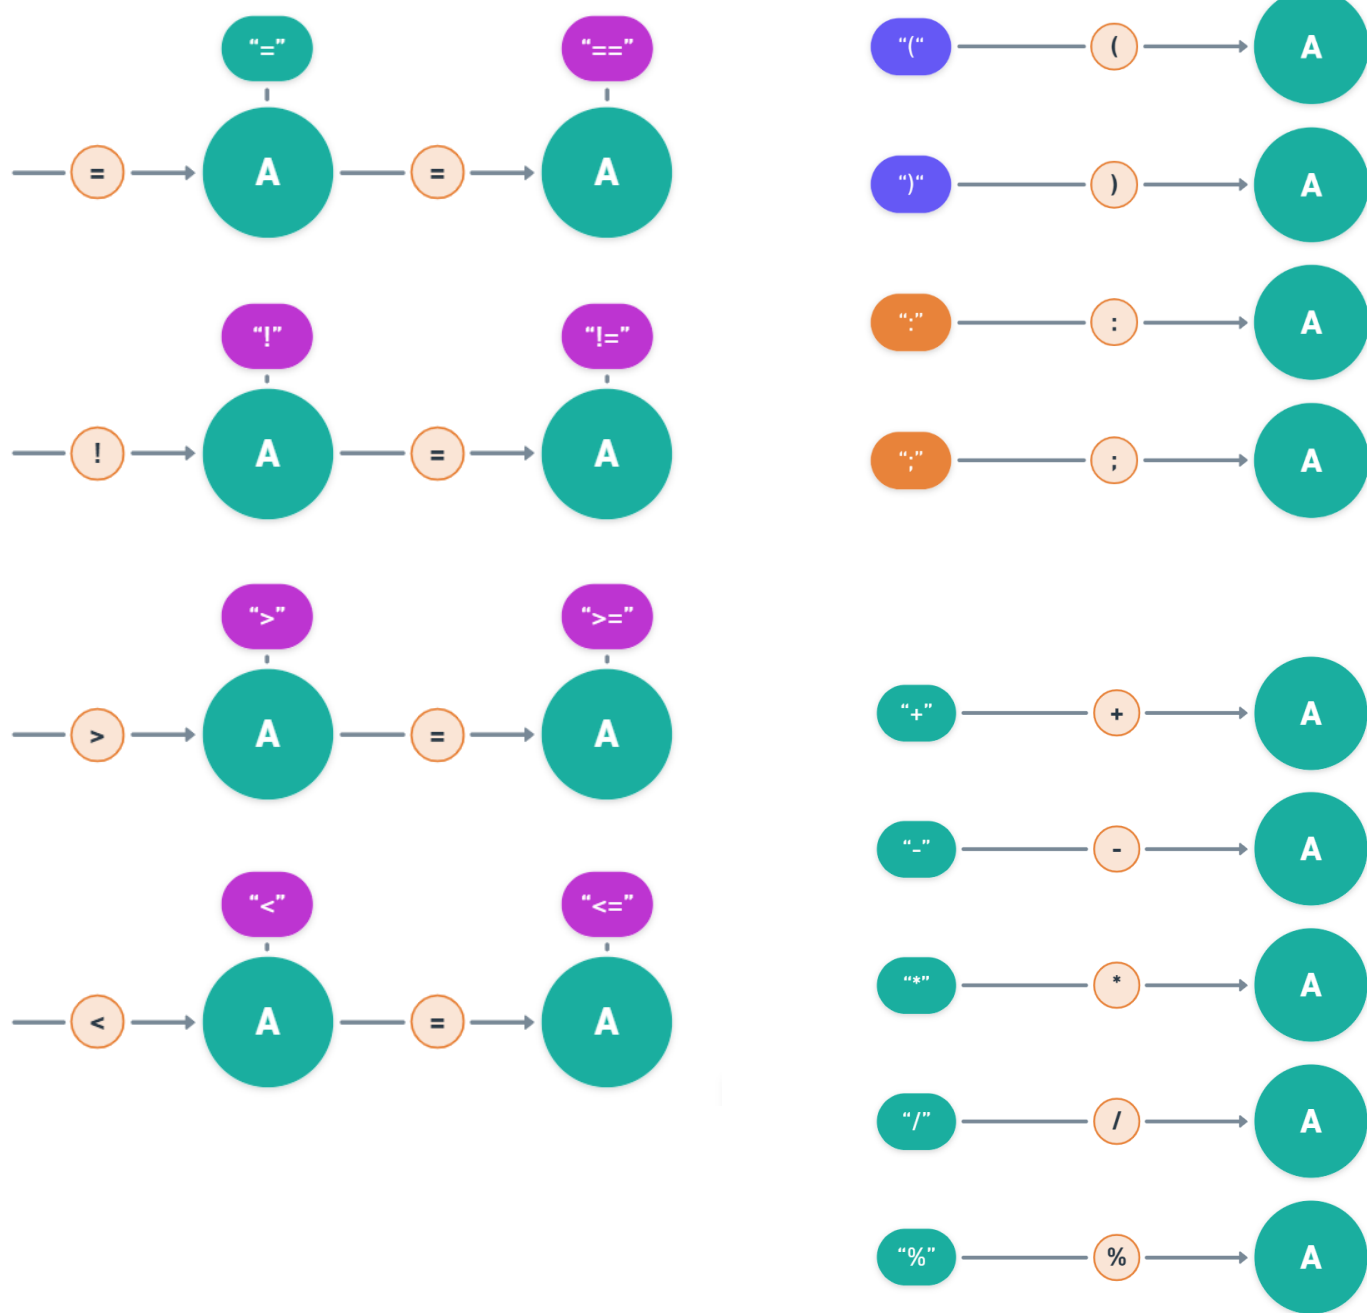 “=” “==”
= A = A
“!” “!=”
! A = A
“>” “>=”
> A = A
“<” “<=”
< A = A
“(“ ( A
“)“ ) A
“:” : A
“;” ; A
“+” + A
“-” - A
“*” * A
“/” / A
“%” % A